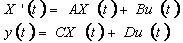 X '(t) = AX (t) + Bu (t)
y(t) = CX (t) + Du (t)